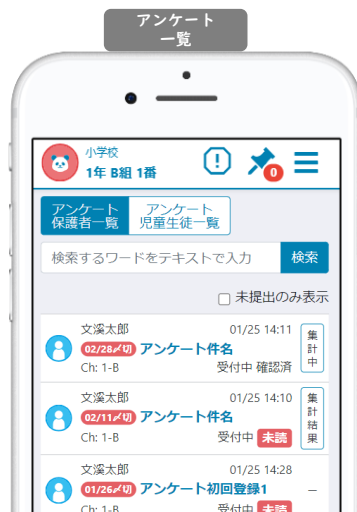 アンケート
一覧
小学校
1年 B組 1番
0
アンケート
保護者一覧
アンケート
児童生徒一覧
検索するワードをテキストで入力
検索
未提出のみ表示
文溪太郎 01/25 14:11
02/28〆切 アンケート件名
Ch: 1-B 受付中 確認済
集計中
文溪太郎 01/25 14:10
02/11〆切 アンケート件名
Ch: 1-B 受付中 未読
集計結果
文溪太郎 01/25 14:28
01/26〆切 アンケート初回登録1 –
Ch: 1-B 受付中 未読